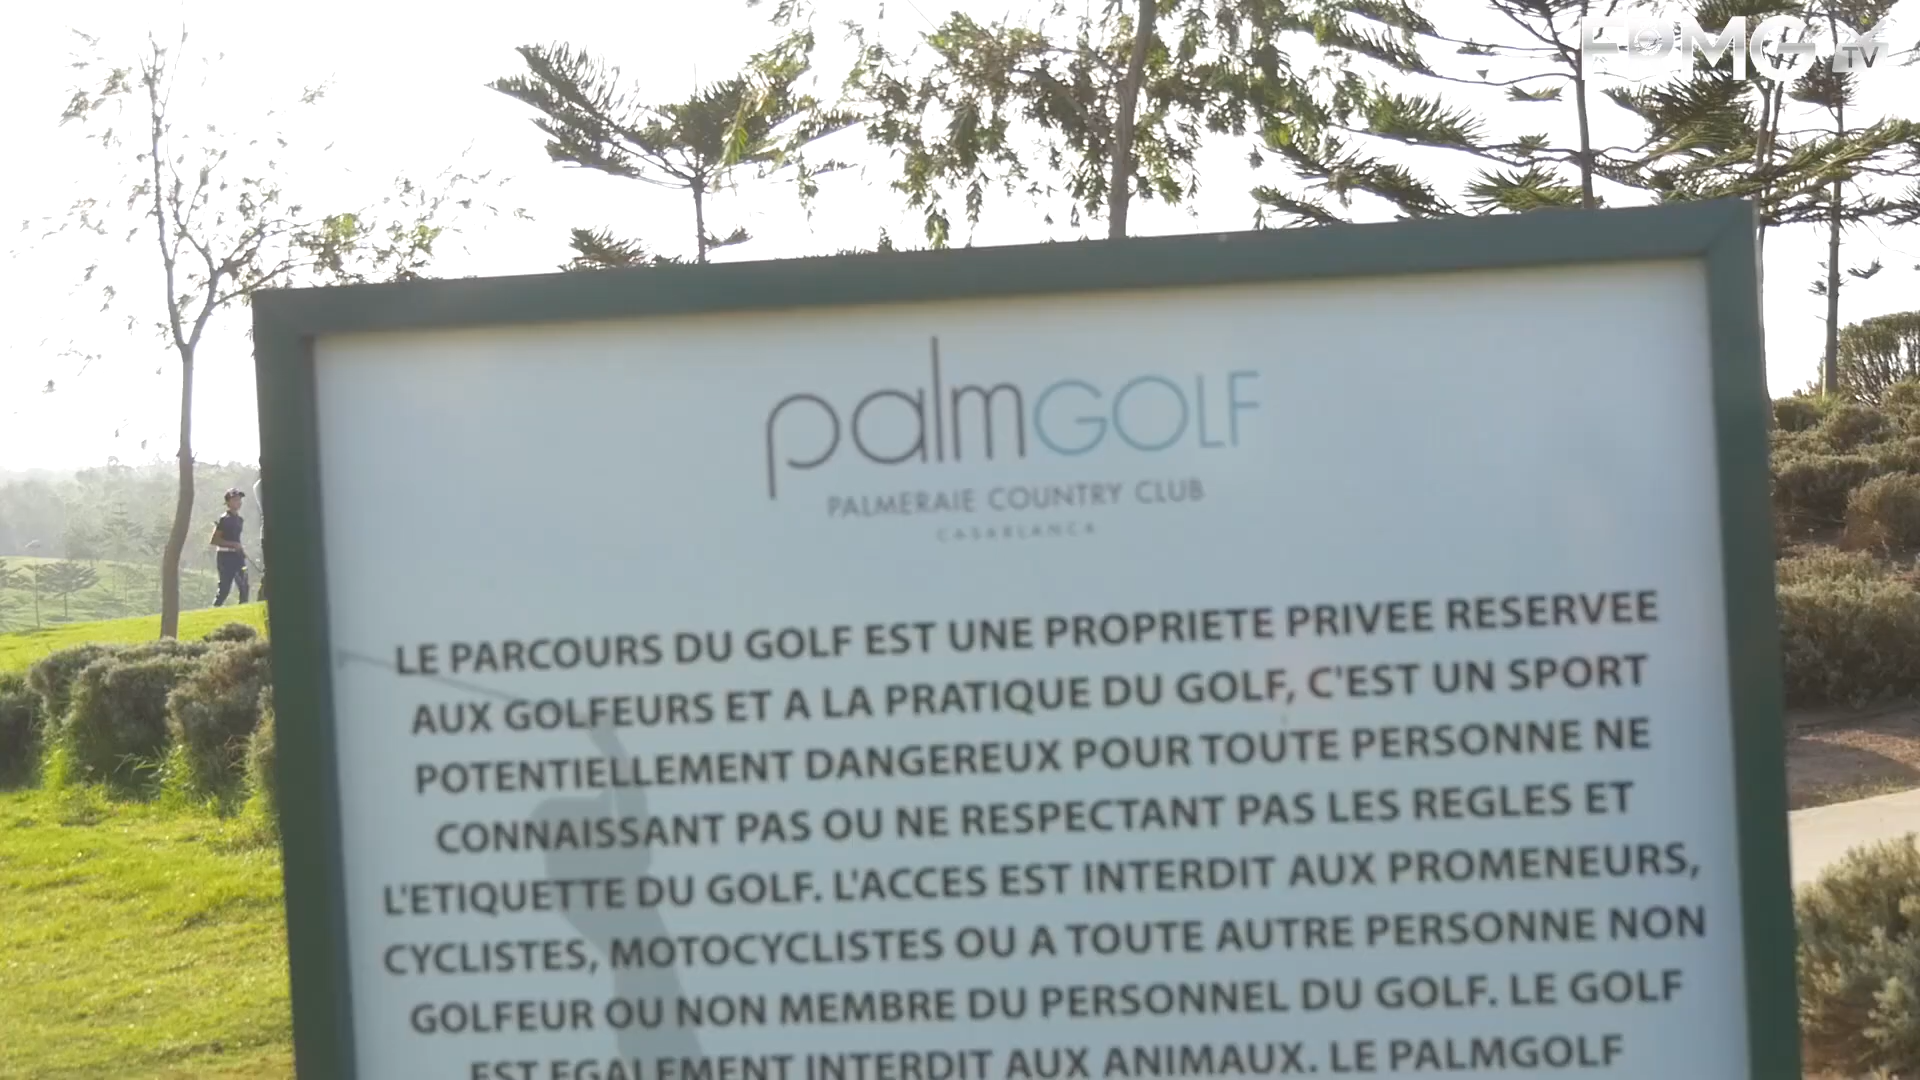 palmGOLF
PALMERAIE COUNTRY CLUB
CASABLANCA
LE PARCOURS DU GOLF EST UNE PROPRIETE PRIVEE RESERVEE
AUX GOLFEURS ET A LA PRATIQUE DU GOLF, C'EST UN SPORT
POTENTIELLEMENT DANGEREUX POUR TOUTE PERSONNE NE
CONNAISSANT PAS OU NE RESPECTANT PAS LES REGLES ET
L'ETIQUETTE DU GOLF. L'ACCES EST INTERDIT AUX PROMENEURS,
CYCLISTES, MOTOCYCLISTES OU A TOUTE AUTRE PERSONNE NON
GOLFEUR OU NON MEMBRE DU PERSONNEL DU GOLF. LE GOLF
EST EGALEMENT INTERDIT AUX ANIMAUX. LE PALMGOLF
TV